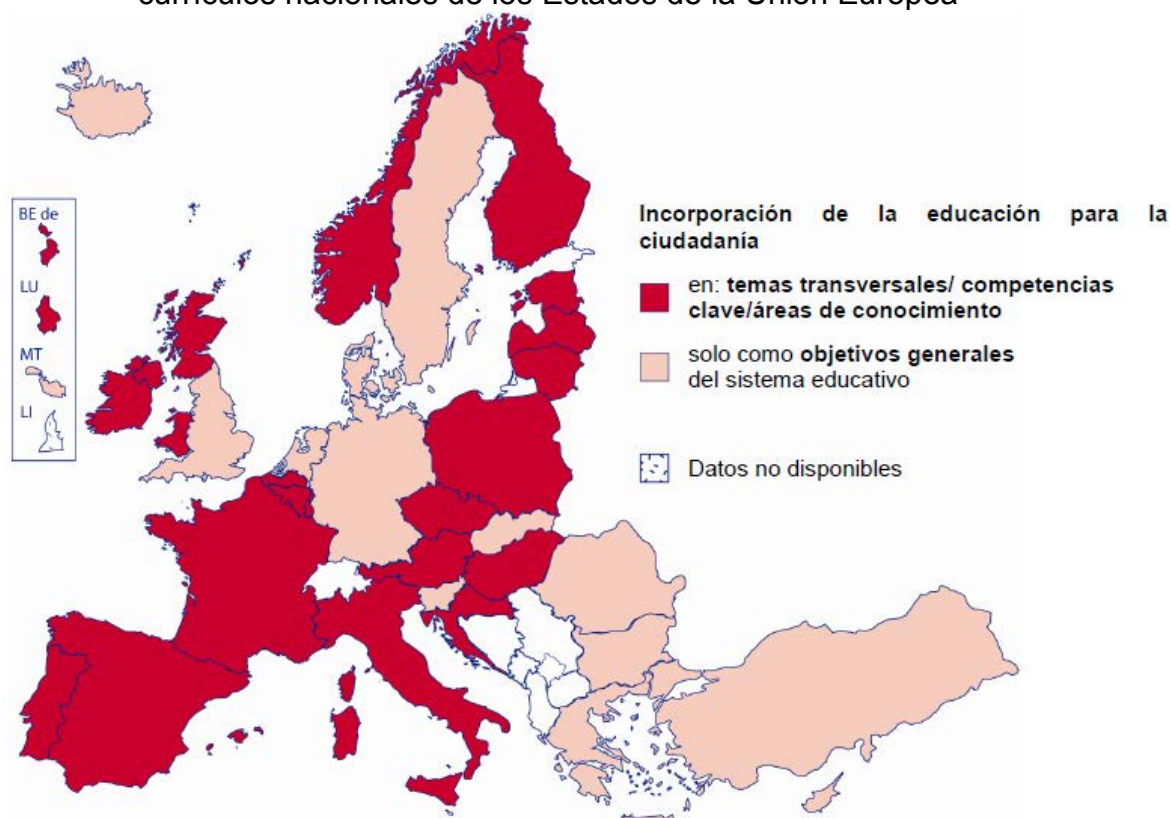 currículos nacionales de los Estados de la Unión Europea
BE de
LU
MT
LI
Incorporación de la educación para la
ciudadanía
en: temas transversales/ competencias
clave/áreas de conocimiento
solo como objetivos generales
del sistema educativo
Datos no disponibles